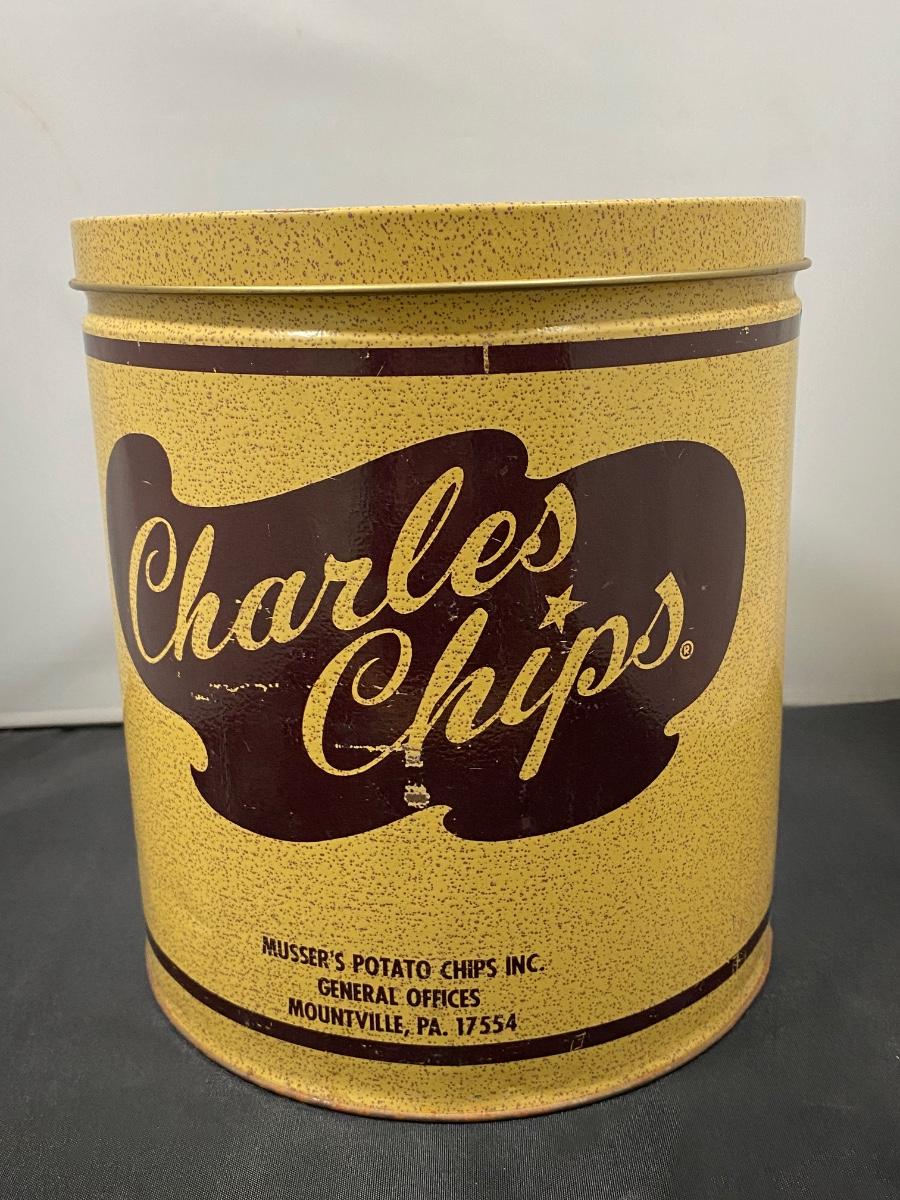 Charles
Chips®
MUSSER'S POTATO CHIPS INC.
GENERAL OFFICES
MOUNTVILLE, PA. 17554